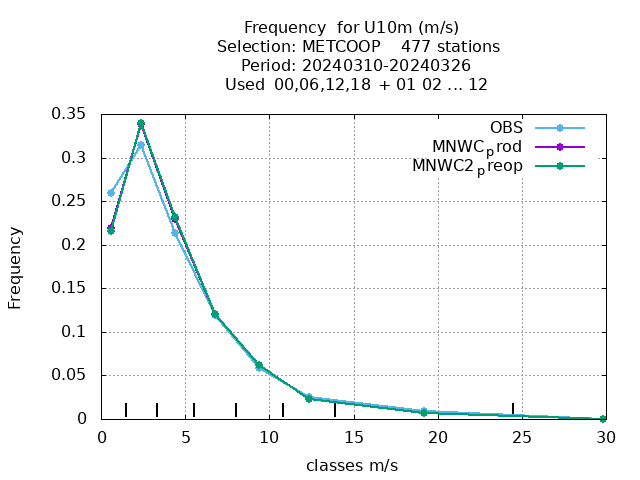 Frequency  for U10m (m/s)
Selection: METCOOP    477 stations
Period: 20240310-20240326
Used  00,06,12,18 + 01 02 ... 12
OBS
MNWCprod
MNWC2preop
0.35
0.3
0.25
0.2
0.15
0.1
0.05
0
Frequency
0 5 10 15 20 25 30
classes m/s